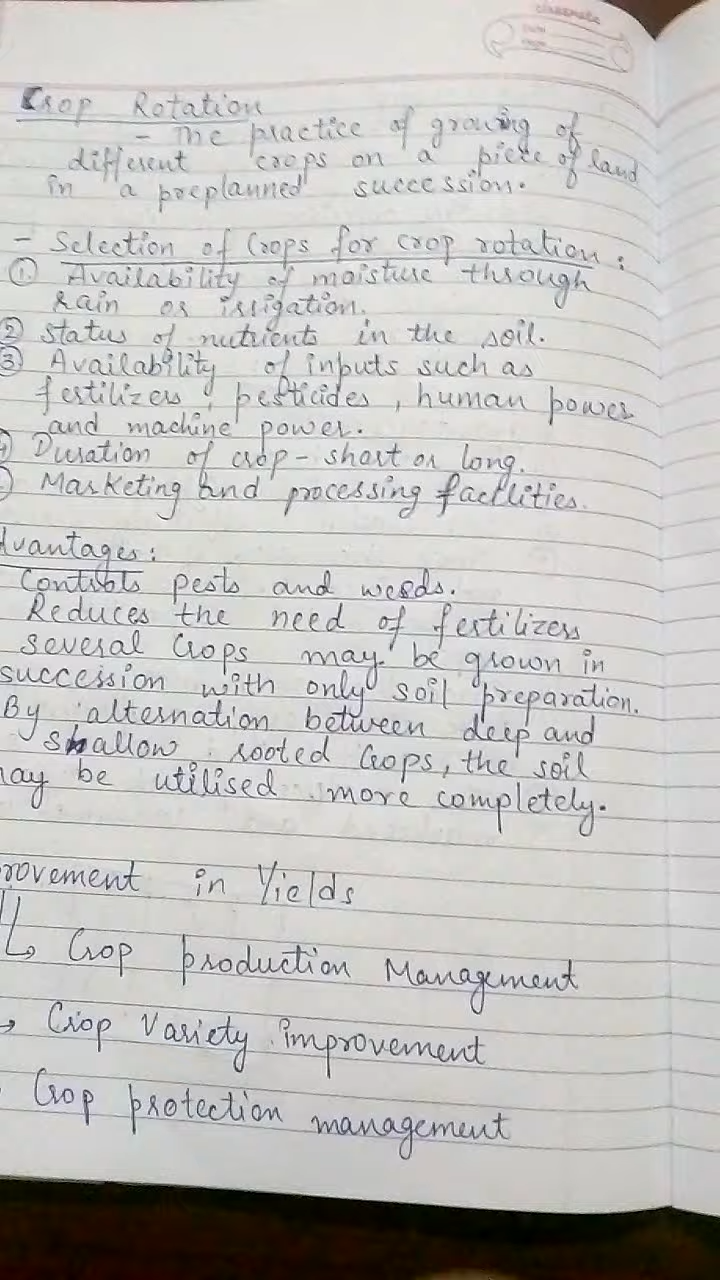 classmate
Date
Page
Crop Rotation
- The practice of growing of
different crops on a piece of land
in a preplanned succession.
- Selection of Crops for crop rotation:
① Availability of moisture through
rain or irrigation.
② Status of nutrients in the soil.
③ Availability of inputs such as
fertilizers, pesticides, human power
and machine power.
Duration of crop - short or long.
Marketing and processing facilities.
dvantages:
Controls pests and weeds.
Reduces the need of fertilizers
several Crops may be grown in
succession with only soil preparation.
By alternation between deep and
shallow rooted Crops, the soil
may be utilised more completely.
rovement in Yields
↳ Crop production Management
→ Crop Variety improvement
Crop protection management